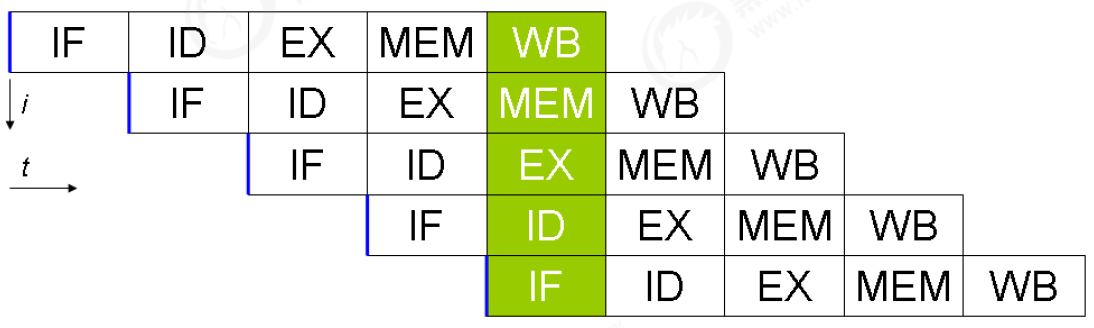 IF ID EX MEM WB
i IF ID EX MEM WB
t IF ID EX MEM WB
IF ID EX MEM WB
IF ID EX MEM WB